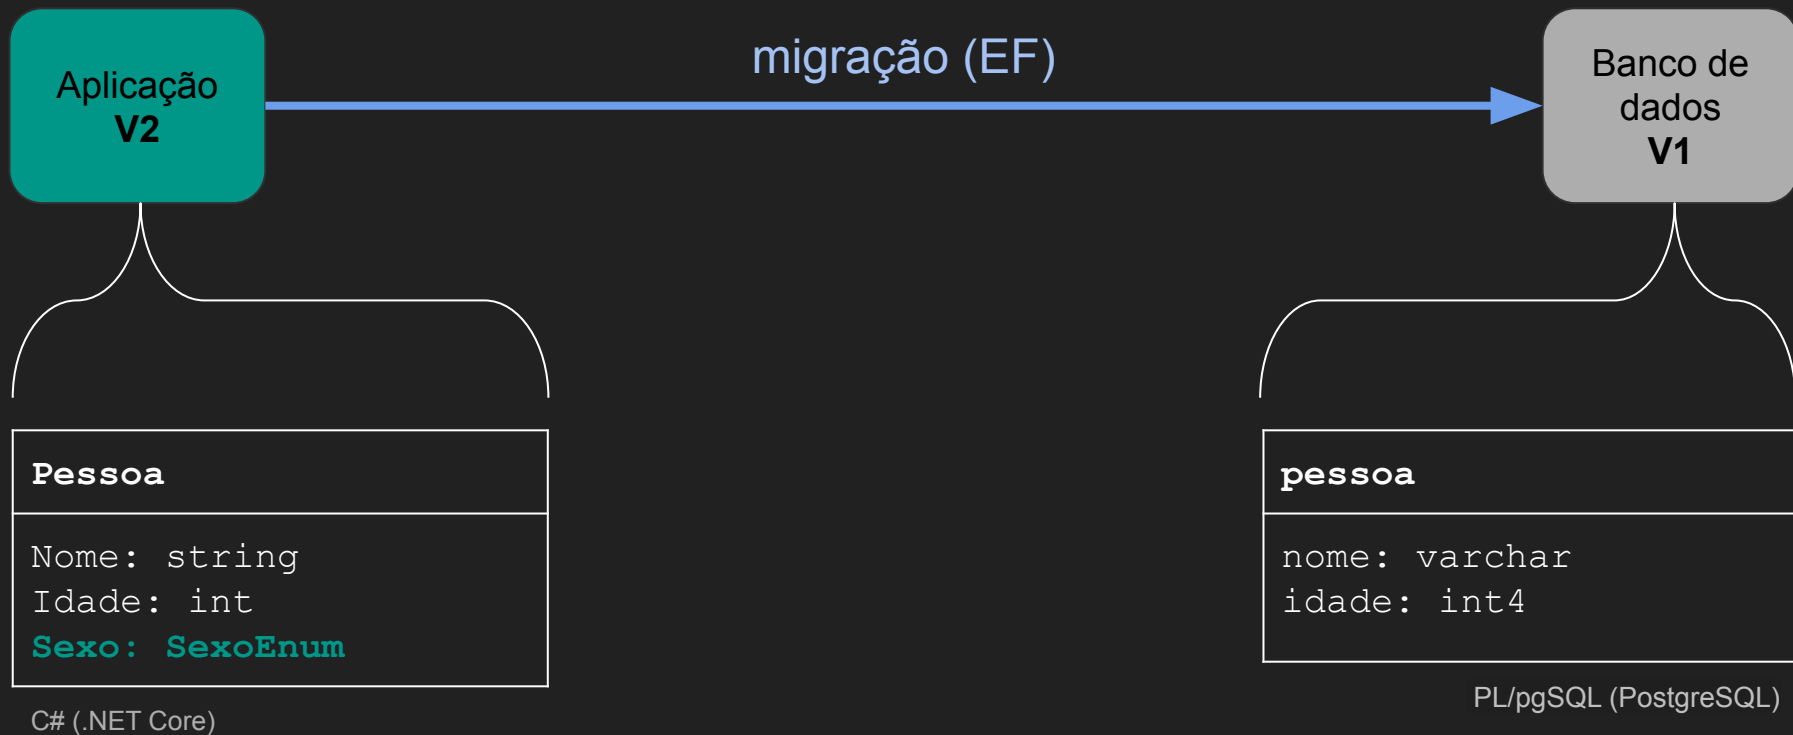 Aplicação
V2
migração (EF)
Banco de
dados
V1
Pessoa
Nome: string
Idade: int
Sexo: SexoEnum
C# (.NET Core)
pessoa
nome: varchar
idade: int4
PL/pgSQL (PostgreSQL)